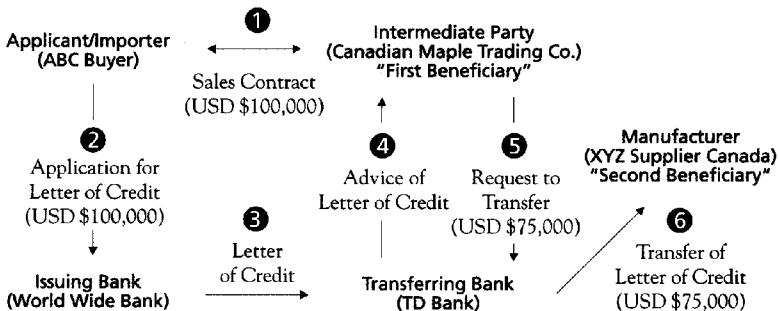 1
Applicant/Importer
(ABC Buyer)
Intermediate Party
(Canadian Maple Trading Co.)
"First Beneficiary"
Sales Contract
(USD $100,000)
2
Application for
Letter of Credit
(USD $100,000)
3
Letter
of Credit
4
Advice of
Letter of Credit
5
Request to
Transfer
(USD $75,000)
Manufacturer
(XYZ Supplier Canada)
"Second Beneficiary"
6
Transfer of
Letter of Credit
(USD $75,000)
Issuing Bank
(World Wide Bank)
Transferring Bank
(TD Bank)